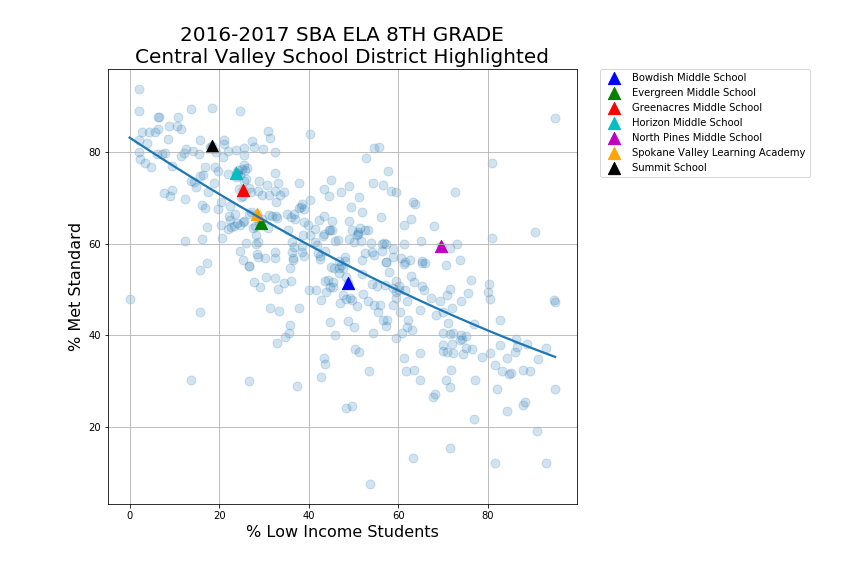 2016-2017 SBA ELA 8TH GRADE
Central Valley School District Highlighted
Bowdish Middle School
Evergreen Middle School
Greenacres Middle School
Horizon Middle School
North Pines Middle School
Spokane Valley Learning Academy
Summit School
% Met Standard
80
60
40
20
0 20 40 60 80
% Low Income Students